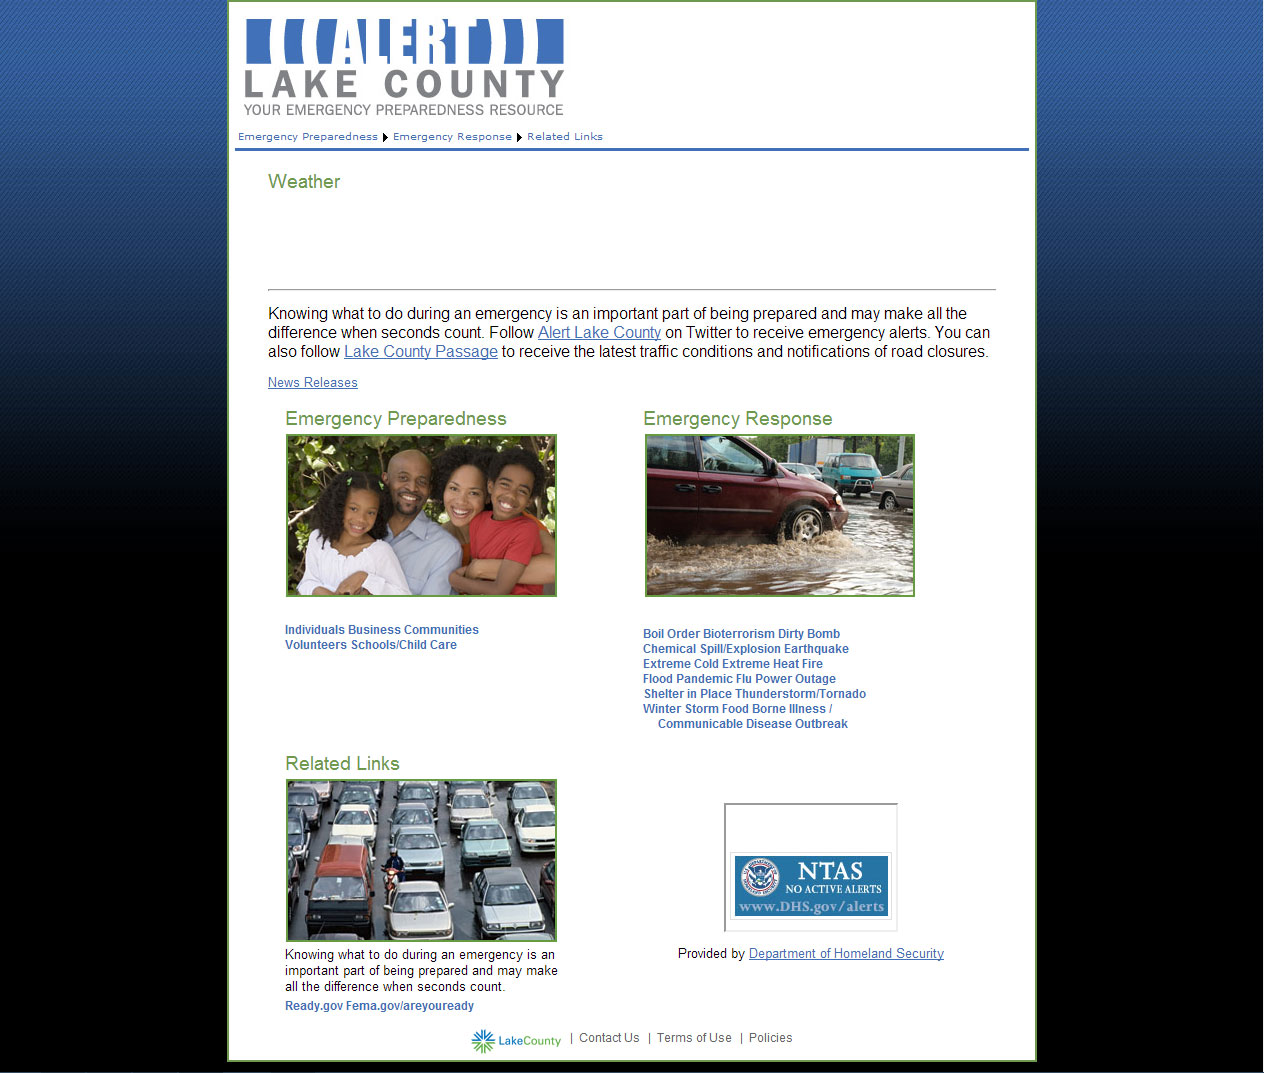 ALERT
LAKE COUNTY
YOUR EMERGENCY PREPAREDNESS RESOURCE
Emergency Preparedness Emergency Response Related Links
Weather
Knowing what to do during an emergency is an important part of being prepared and may make all the
difference when seconds count. Follow Alert Lake County on Twitter to receive emergency alerts. You can
also follow Lake County Passage to receive the latest traffic conditions and notifications of road closures.
News Releases
Emergency Preparedness
Individuals Business Communities
Volunteers Schools/Child Care
Emergency Response
Boil Order Bioterrorism Dirty Bomb
Chemical Spill/Explosion Earthquake
Extreme Cold Extreme Heat Fire
Flood Pandemic Flu Power Outage
Shelter in Place Thunderstorm/Tornado
Winter Storm Food Borne Illness /
Communicable Disease Outbreak
Related Links
Knowing what to do during an emergency is an
important part of being prepared and may make
all the difference when seconds count.
Ready.gov Fema.gov/areyouready
NTAS
NO ACTIVE ALERTS
www.DHS.gov/alerts
Provided by Department of Homeland Security
LakeCounty | Contact Us | Terms of Use | Policies